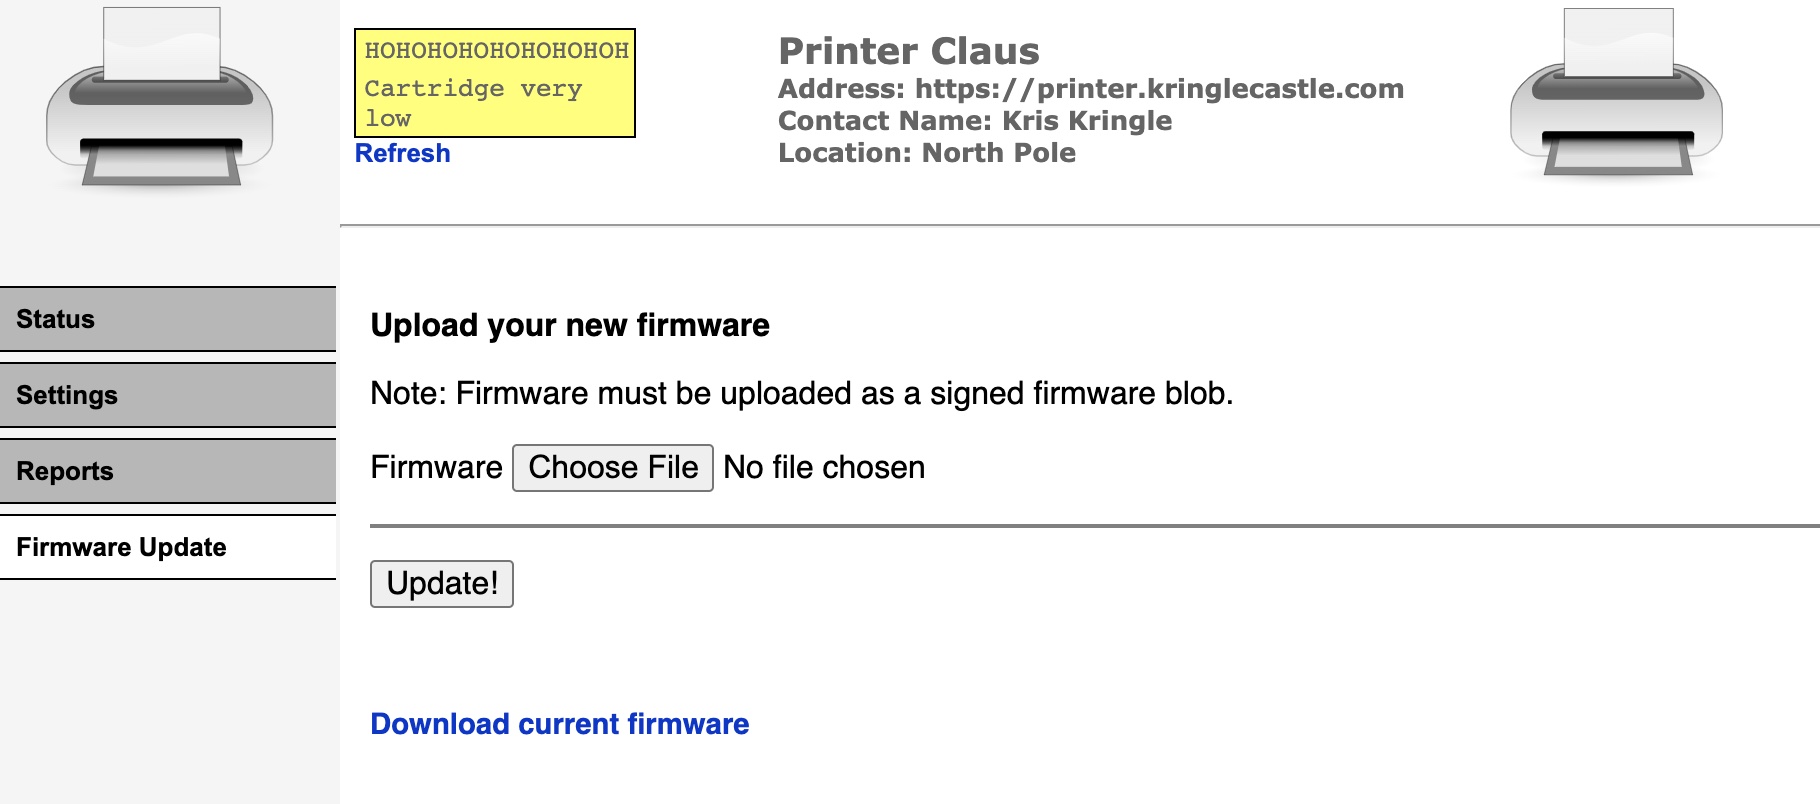 HOHOHOHOHOHOHOHOH
Cartridge very
low
Refresh
Printer Claus
Address: https://printer.kringlecastle.com
Contact Name: Kris Kringle
Location: North Pole
Status
Settings
Reports
Firmware Update
Upload your new firmware
Note: Firmware must be uploaded as a signed firmware blob.
Firmware Choose File No file chosen
Update!
Download current firmware